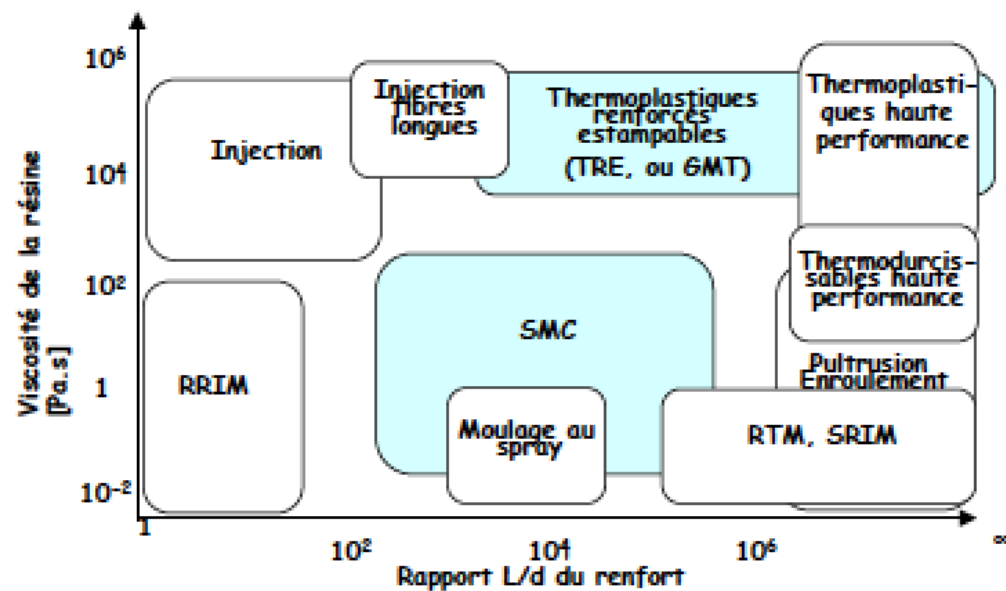 10⁶
10⁴
10²
1
10⁻²
Viscosité de la résine
[Pa.s]
Injection
Injection
fibres
longues
Thermoplastiques
renforcés
estampables
(TRE, ou GMT)
Thermoplasti-
ques haute
performance
Thermodurcis-
sables haute
performance
SMC
RRIM
Pultrusion
Enroulement
Moulage au
spray
RTM, SRIM
1
10²
10⁴
10⁶
∞
Rapport L/d du renfort